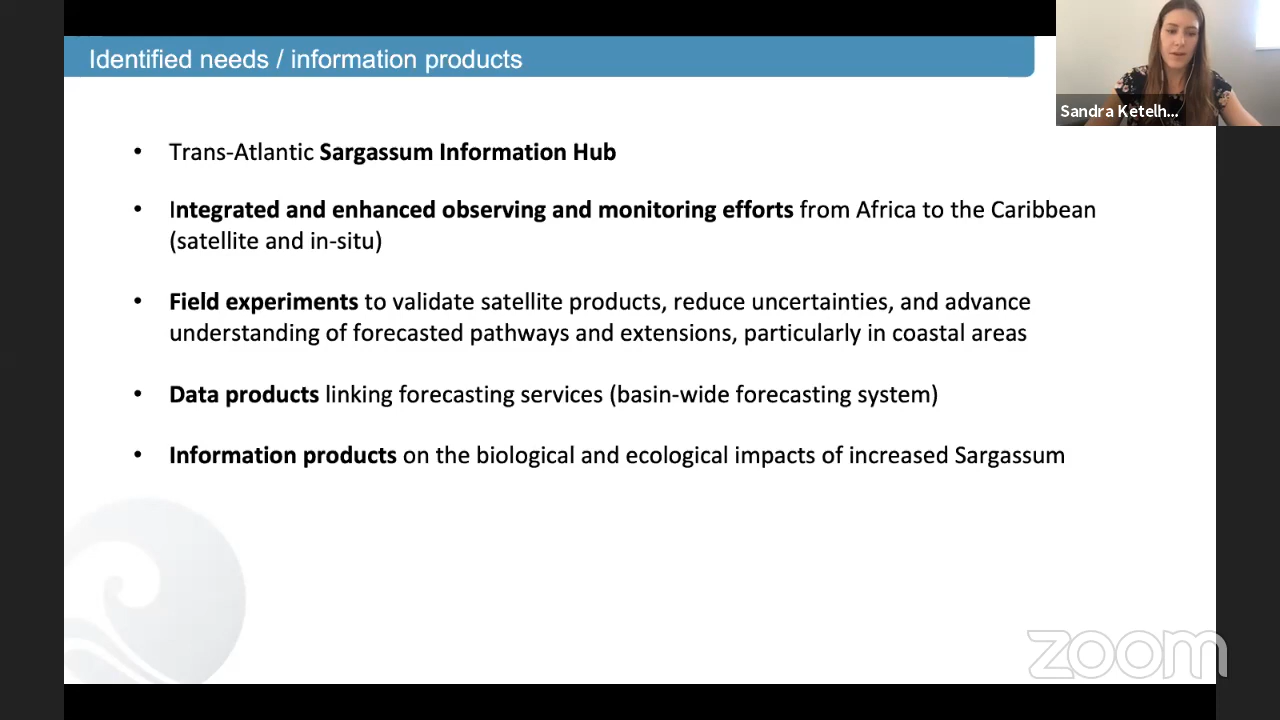 Identified needs / information products
Sandra Ketelh...
• Trans-Atlantic Sargassum Information Hub
• Integrated and enhanced observing and monitoring efforts from Africa to the Caribbean
(satellite and in-situ)
• Field experiments to validate satellite products, reduce uncertainties, and advance
understanding of forecasted pathways and extensions, particularly in coastal areas
• Data products linking forecasting services (basin-wide forecasting system)
• Information products on the biological and ecological impacts of increased Sargassum
zoom